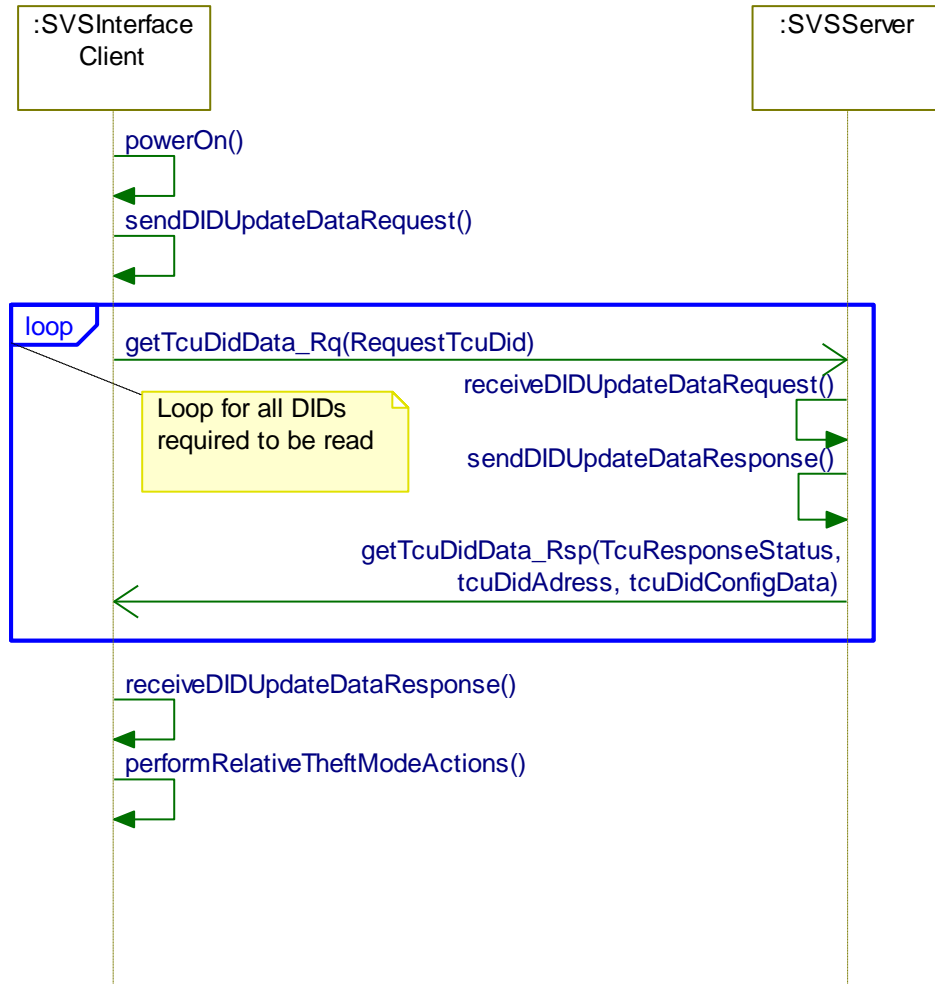 :SVSInterface
Client
:SVSServer
powerOn()
sendDIDUpdateDataRequest()
loop
getTcuDidData_Rq(RequestTcuDid)
receiveDIDUpdateDataRequest()
Loop for all DIDs
required to be read
sendDIDUpdateDataResponse()
getTcuDidData_Rsp(TcuResponseStatus,
tcuDidAdress, tcuDidConfigData)
receiveDIDUpdateDataResponse()
performRelativeTheftModeActions()